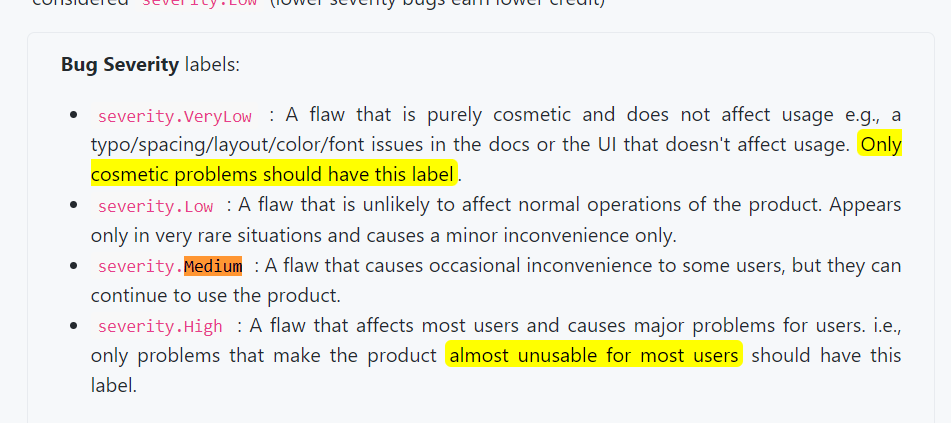 considered severity.Low (lower severity bugs earn lower credit)
Bug Severity labels:
severity.VeryLow : A flaw that is purely cosmetic and does not affect usage e.g., a
typo/spacing/layout/color/font issues in the docs or the UI that doesn't affect usage. Only
cosmetic problems should have this label.
severity.Low : A flaw that is unlikely to affect normal operations of the product. Appears
only in very rare situations and causes a minor inconvenience only.
severity.Medium : A flaw that causes occasional inconvenience to some users, but they can
continue to use the product.
severity.High : A flaw that affects most users and causes major problems for users. i.e.,
only problems that make the product almost unusable for most users should have this
label.